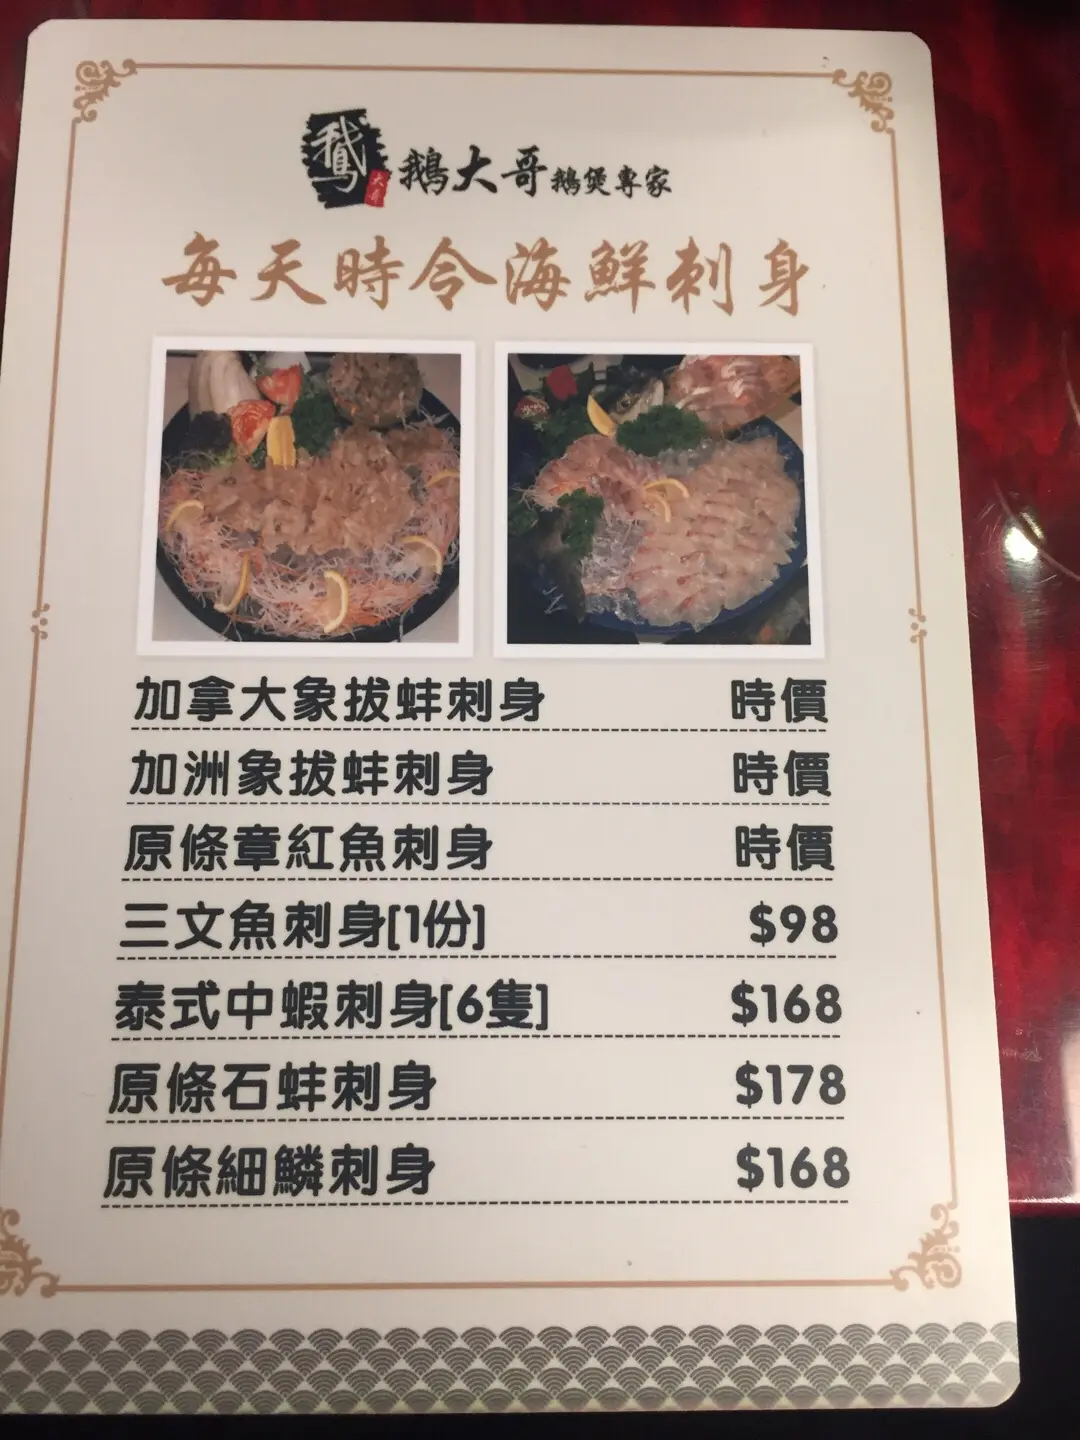 鵝
大哥
鵝大哥 鵝煲專家
每天時令海鮮刺身
加拿大象拔蚌刺身 時價
加洲象拔蚌刺身 時價
原條章紅魚刺身 時價
三文魚刺身[1份] $98
泰式中蝦刺身[6隻] $168
原條石蚌刺身 $178
原條細鱗刺身 $168